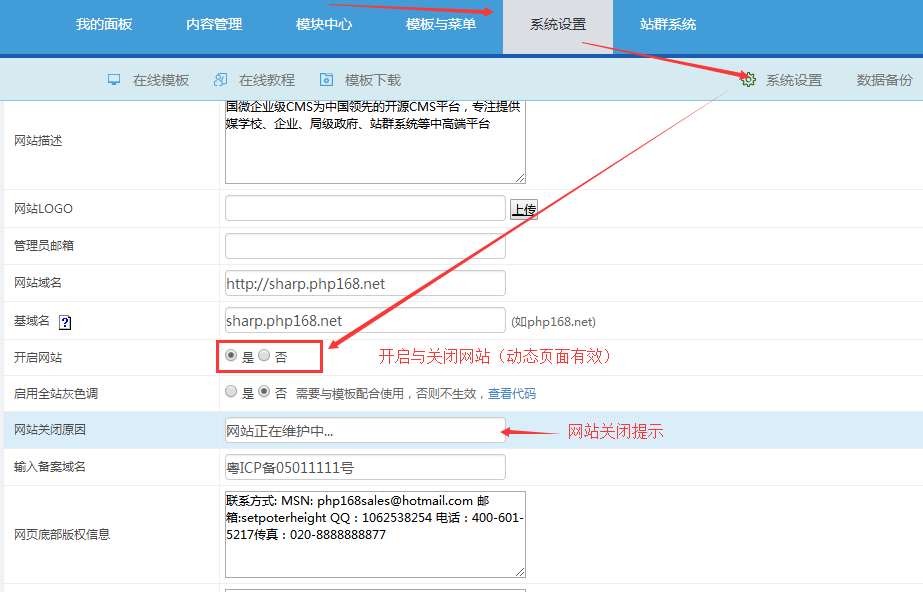 我的面板 内容管理 模块中心 模板与菜单 系统设置 站群系统
在线模板 在线教程 模板下载 系统设置 数据备份
网站描述
国微企业级CMS为中国领先的开源CMS平台，专注提供
媒学校、企业、局级政府、站群系统等中高端平台
网站LOGO 上传
管理员邮箱
网站域名 http://sharp.php168.net
基域名 ? sharp.php168.net (如php168.net)
开启网站 是 否 开启与关闭网站（动态页面有效）
启用全站灰色调 是 否 需要与模板配合使用，否则不生效，查看代码
网站关闭原因 网站正在维护中... 网站关闭提示
输入备案域名 粤ICP备05011111号
网页底部版权信息
联系方式: MSN: php168sales@hotmail.com 邮
箱:setpoterheight QQ：1062538254 电话：400-601-
5217传真：020-8888888877